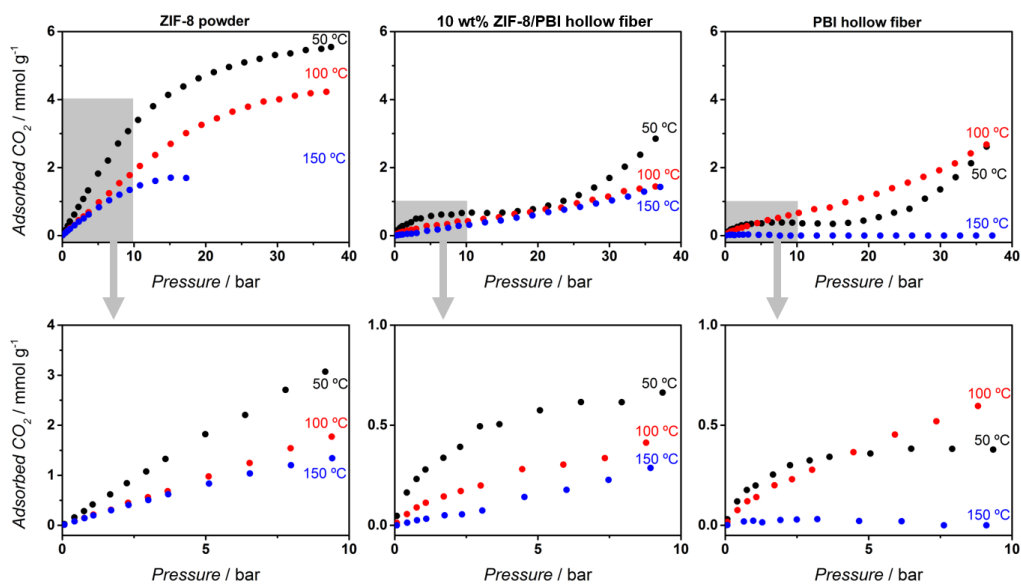 ZIF-8 powder
10 wt% ZIF-8/PBI hollow fiber
PBI hollow fiber
Adsorbed CO2 / mmol g-1
6
4
2
0
50 ºC
100 ºC
150 ºC
0 10 20 30 40
Pressure / bar
6
4
2
0
50 ºC
100 ºC
150 ºC
0 10 20 30 40
Pressure / bar
6
4
2
0
100 ºC
50 ºC
150 ºC
0 10 20 30 40
Pressure / bar
Adsorbed CO2 / mmol g-1
4
3
2
1
0
50 ºC
100 ºC
150 ºC
0 5 10
Pressure / bar
1.0
0.5
0.0
50 ºC
100 ºC
150 ºC
0 5 10
Pressure / bar
1.0
0.5
0.0
100 ºC
50 ºC
150 ºC
0 5 10
Pressure / bar